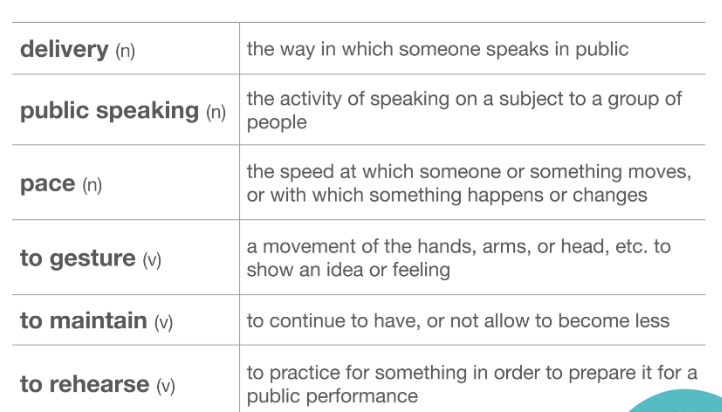 delivery (n)
the way in which someone speaks in public
public speaking (n)
the activity of speaking on a subject to a group of
people
pace (n)
the speed at which someone or something moves,
or with which something happens or changes
to gesture (v)
a movement of the hands, arms, or head, etc. to
show an idea or feeling
to maintain (v)
to continue to have, or not allow to become less
to rehearse (v)
to practice for something in order to prepare it for a
public performance